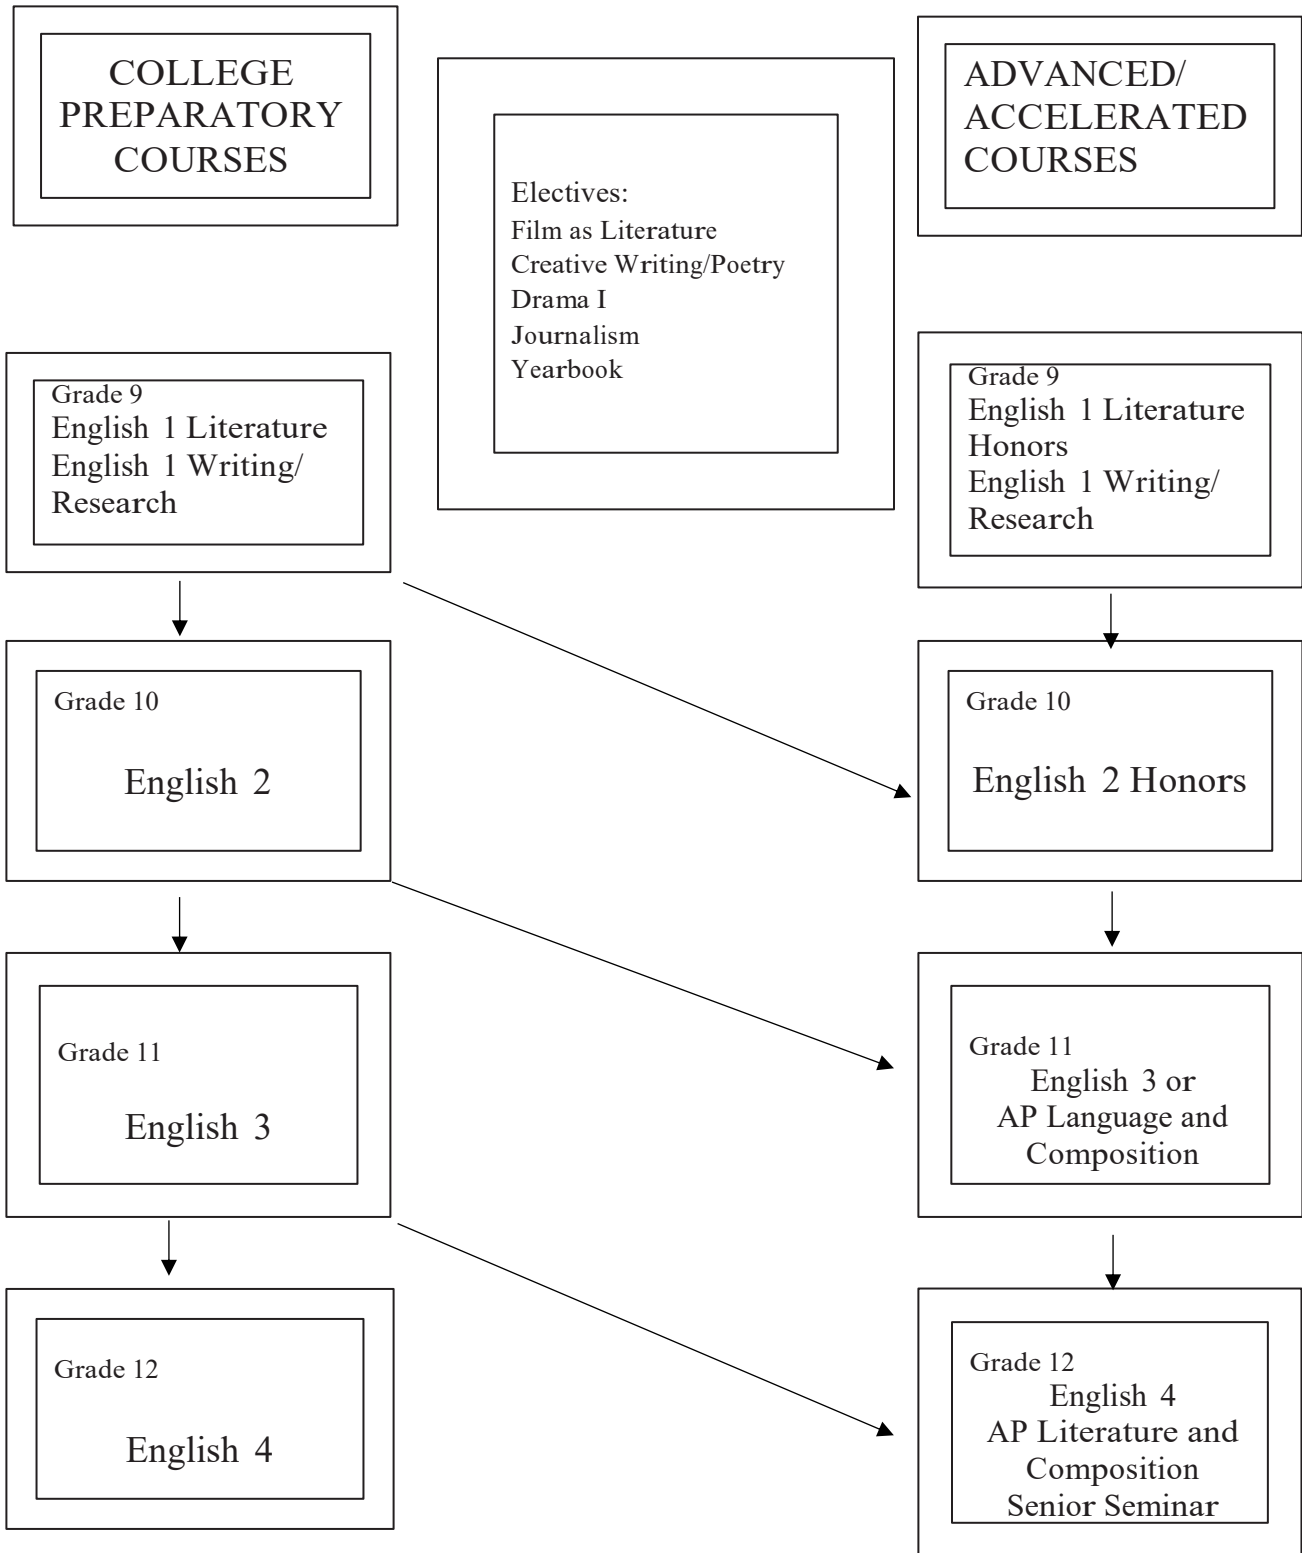 COLLEGE
PREPARATORY
COURSES
Electives:
Film as Literature
Creative Writing/Poetry
Drama I
Journalism
Yearbook
ADVANCED/
ACCELERATED
COURSES
Grade 9
English 1 Literature
English 1 Writing/
Research
Grade 9
English 1 Literature
Honors
English 1 Writing/
Research
Grade 10
English 2
Grade 10
English 2 Honors
Grade 11
English 3
Grade 11
English 3 or
AP Language and
Composition
Grade 12
English 4
Grade 12
English 4
AP Literature and
Composition
Senior Seminar